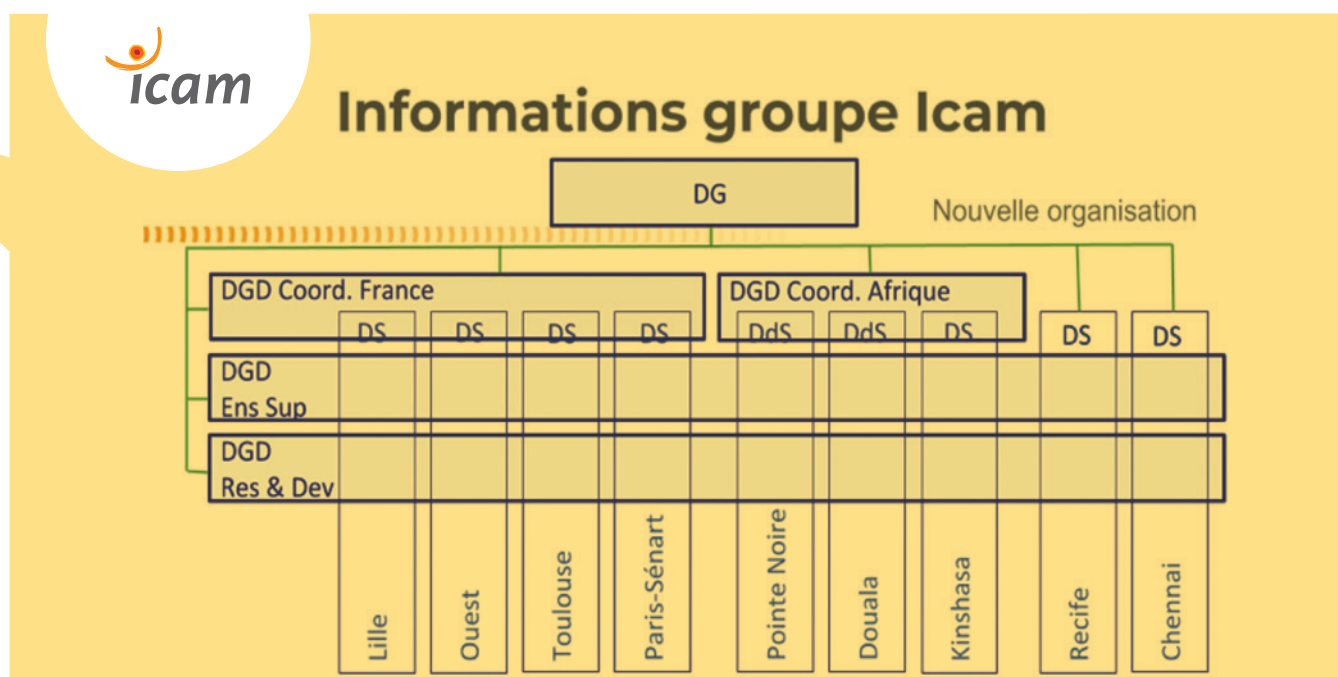 icam
Informations groupe Icam
DG
Nouvelle organisation
DGD Coord. France
DGD Coord. Afrique
DS DS DS DS DdS DdS DS DS DS
DGD
Ens Sup
DGD
Res & Dev
Lille
Ouest
Toulouse
Paris-Sénart
Pointe Noire
Douala
Kinshasa
Recife
Chennai